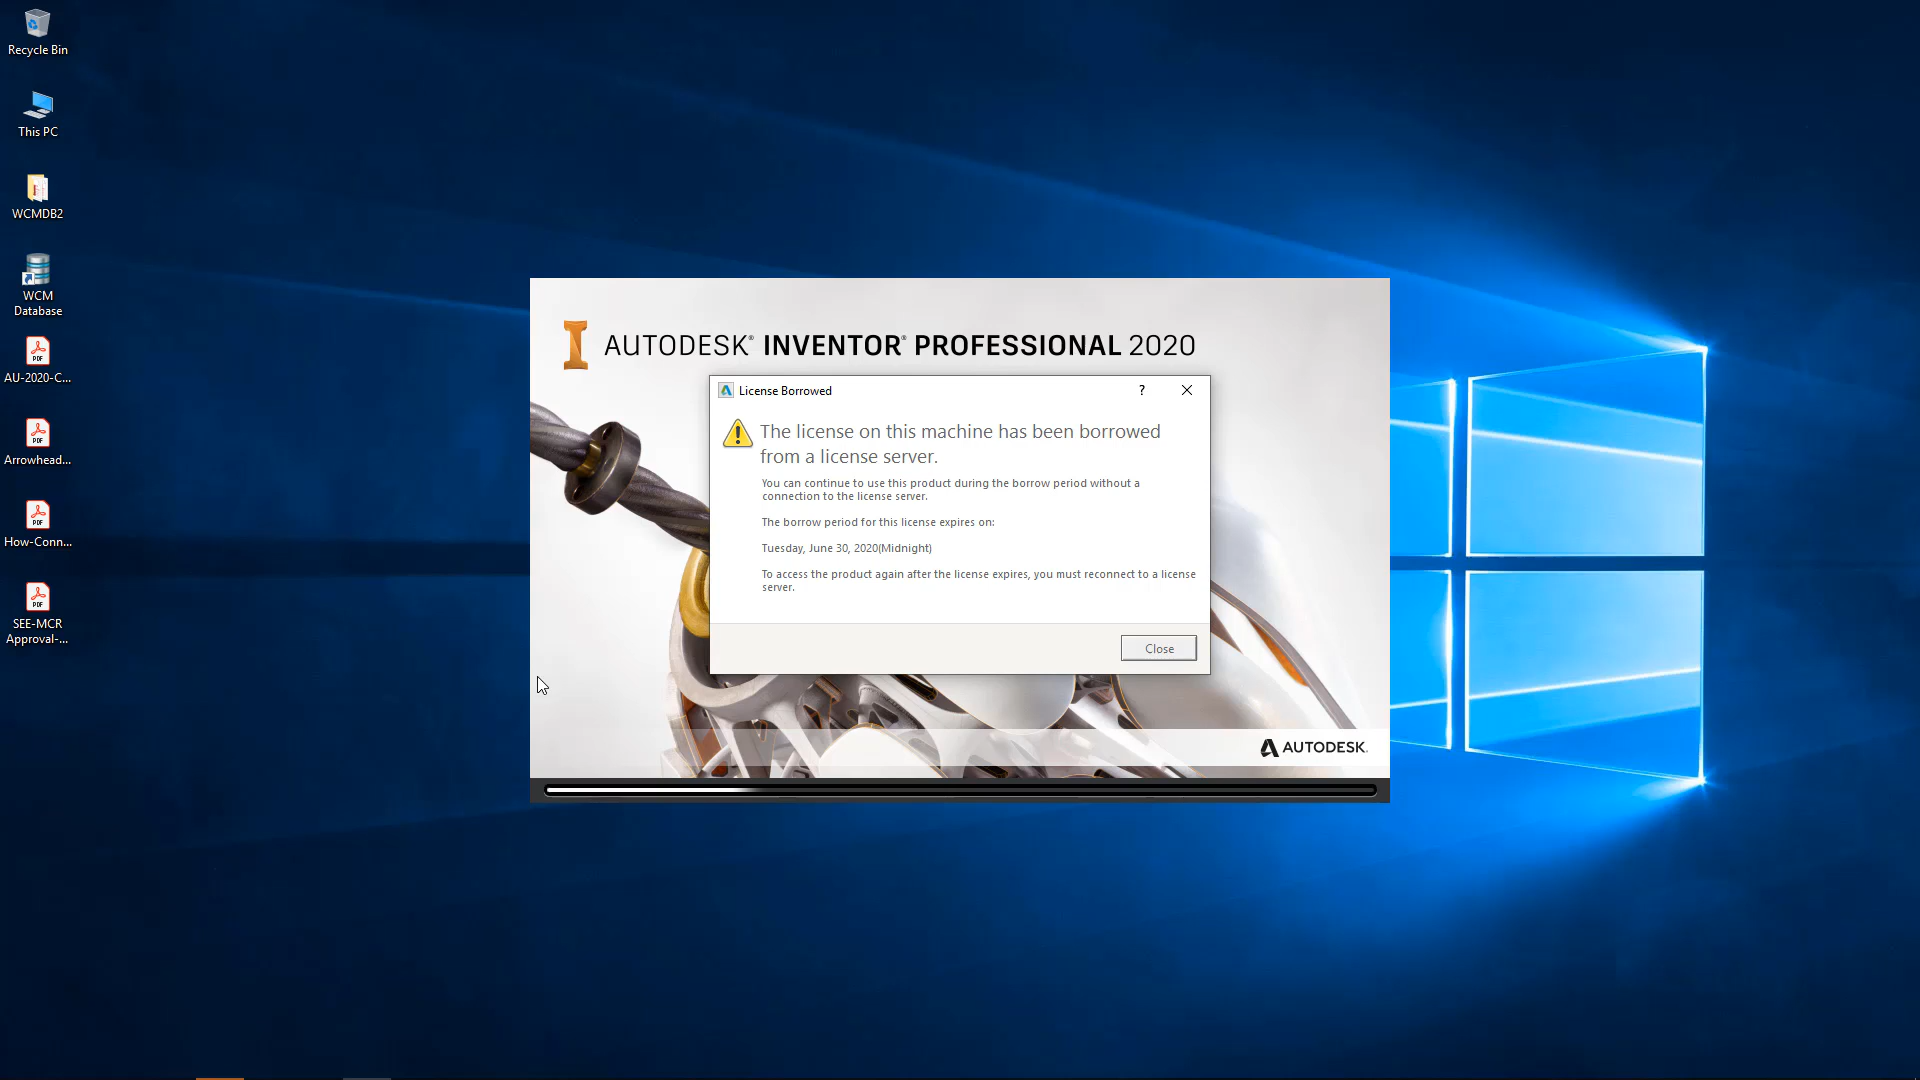 Recycle Bin
This PC
WCMDB2
WCM
Database
PDF
AU-2020-C...
PDF
Arrowhead...
PDF
How-Conn...
PDF
SEE-MCR
Approval-...
AUTODESK® INVENTOR® PROFESSIONAL 2020
License Borrowed
?
The license on this machine has been borrowed
from a license server.
You can continue to use this product during the borrow period without a
connection to the license server.
The borrow period for this license expires on:
Tuesday, June 30, 2020(Midnight)
To access the product again after the license expires, you must reconnect to a license
server.
Close
AUTODESK.